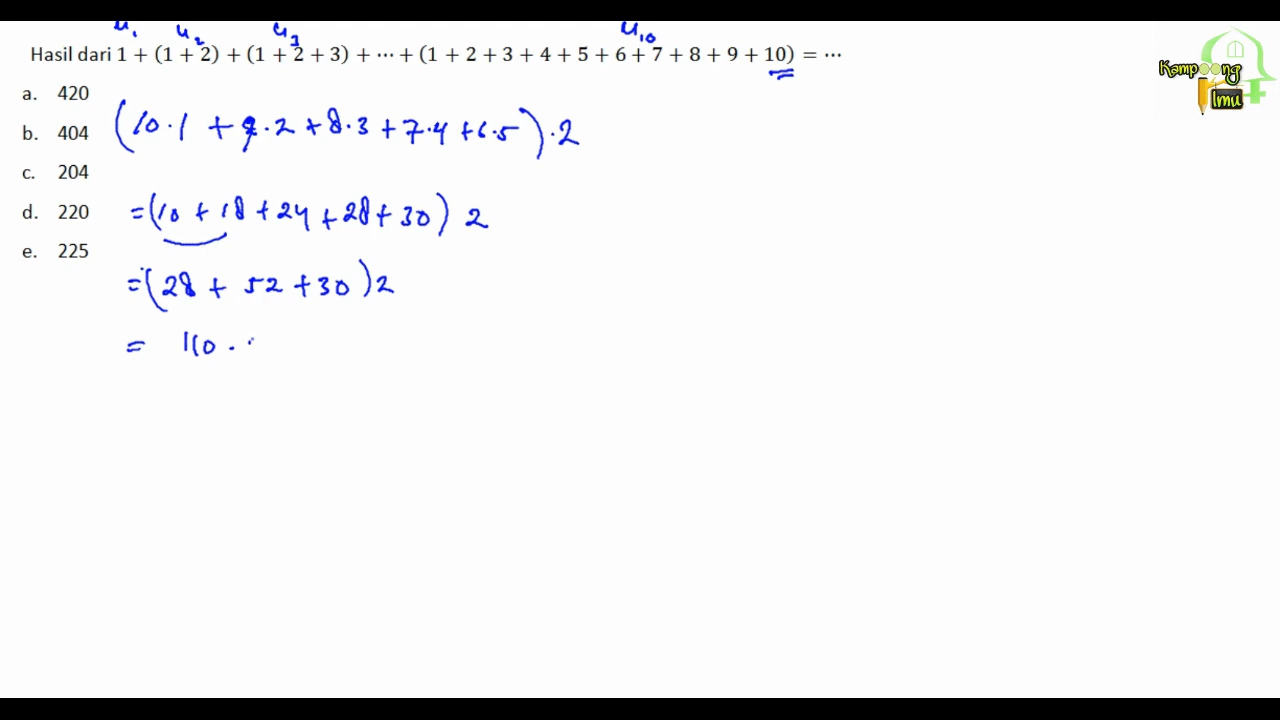 u₁ u₂ u₃ u₁₀
Hasil dari 1 + (1 + 2) + (1 + 2 + 3) + ⋯ + (1 + 2 + 3 + 4 + 5 + 6 + 7 + 8 + 9 + 10) = ⋯
Kampoong
Ilmu
a. 420
(10·1 + 9·2 + 8·3 + 7·4 + 6·5)·2
b. 404
c. 204
d. 220
= (10 + 18 + 24 + 28 + 30) 2
e. 225
= (28 + 52 + 30) 2
= 110 ·